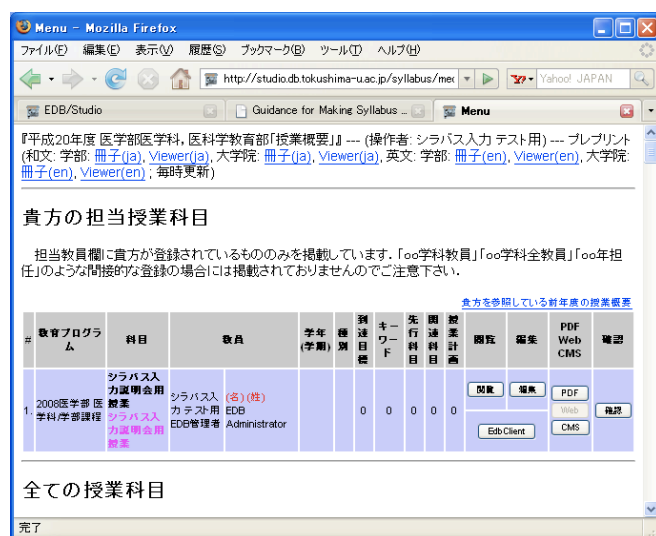 Menu - Mozilla Firefox
ファイル(F) 編集(E) 表示(V) 履歴(S) ブックマーク(B) ツール(T) ヘルプ(H)
http://studio.db.tokushima-u.ac.jp/syllabus/me
Yahoo! JAPAN
EDB/Studio
Guidance for Making Syllabus ...
Menu
『平成20年度 医学部医学科, 医科学教育部「授業概要」』 --- (操作者: シラバス入力 テスト用) --- プレプリント
(和文: 学部: 冊子(ja), Viewer(ja), 大学院: 冊子(ja), Viewer(ja), 英文: 学部: 冊子(en), Viewer(en), 大学院:
冊子(en), Viewer(en) ; 毎時更新)
貴方の担当授業科目
担当教員欄に貴方が登録されているもののみを掲載しています.「oo学科教員」「oo学科全教員」「oo年担
任」のような間接的な登録の場合には掲載されておりませんのでご注意下さい.
貴方を参照している前年度の授業概要
# 教育プログラム 科目 教員 学年(学期) 種別 到達目標 キーワード 先行科目 関連科目 授業計画 閲覧 編集 PDF Web CMS 確認
1. 2008医学部 医学科/学部課程 シラバス入力説明会用授業 シラバス入力説明会用授業 シラバス入力 テスト用 EDB管理者 (名)(姓) EDB Administrator 0 0 0 0 0 閲覧 編集 EdbClient PDF Web CMS 確認
全ての授業科目
完了